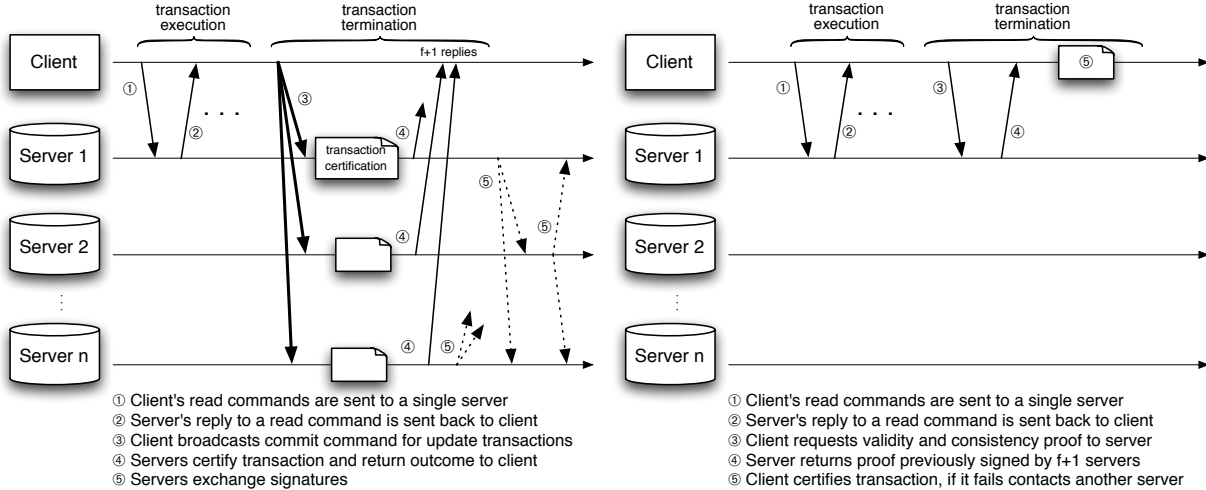 transaction
execution
transaction
termination
f+1 replies
Client
①
②
. . .
③
④
Server 1
transaction
certification
⑤
Server 2
④
⑤
Server n
④
⑤
① Client's read commands are sent to a single server
② Server's reply to a read command is sent back to client
③ Client broadcasts commit command for update transactions
④ Servers certify transaction and return outcome to client
⑤ Servers exchange signatures
transaction
execution
transaction
termination
Client
⑤
①
②
. . .
③
④
Server 1
Server 2
Server n
① Client's read commands are sent to a single server
② Server's reply to a read command is sent back to client
③ Client requests validity and consistency proof to server
④ Server returns proof previously signed by f+1 servers
⑤ Client certifies transaction, if it fails contacts another server